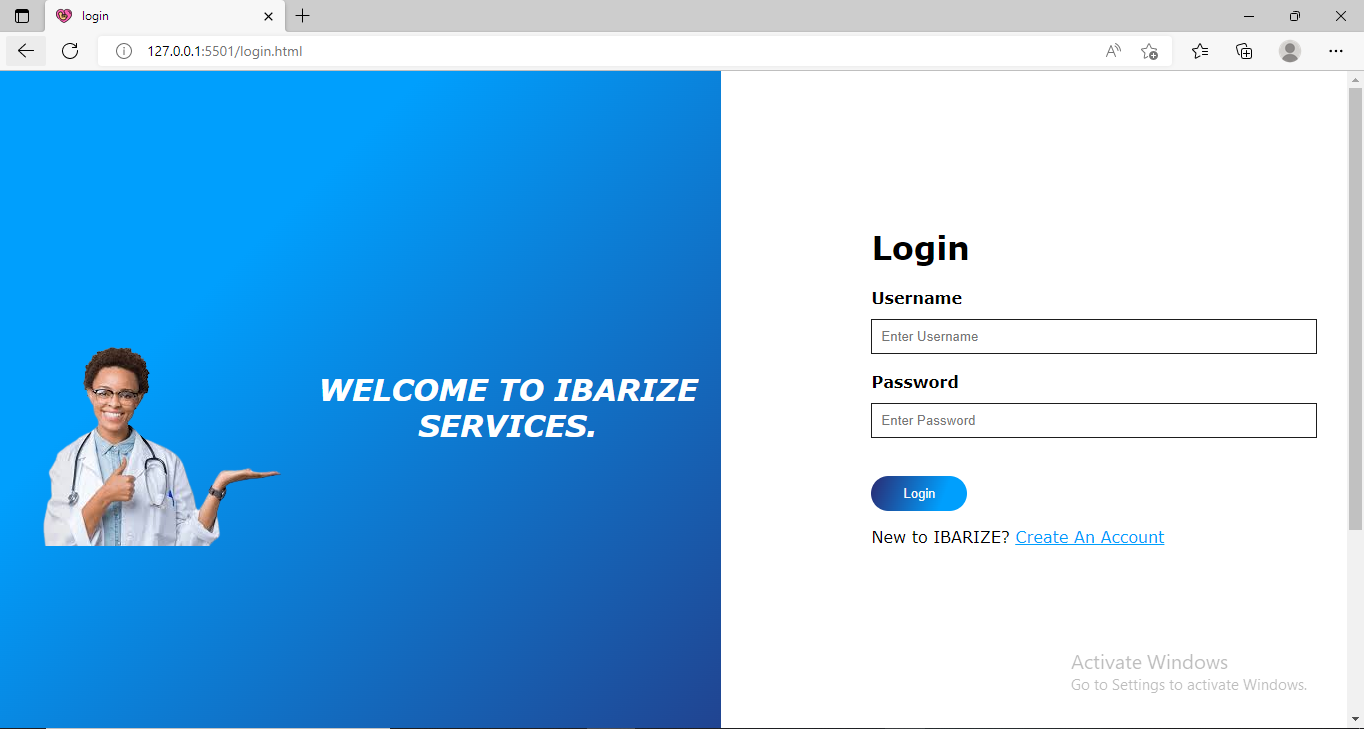 login
127.0.0.1:5501/login.html
WELCOME TO IBARIZE
SERVICES.
Login
Username
Enter Username
Password
Enter Password
Login
New to IBARIZE? Create An Account
Activate Windows
Go to Settings to activate Windows.